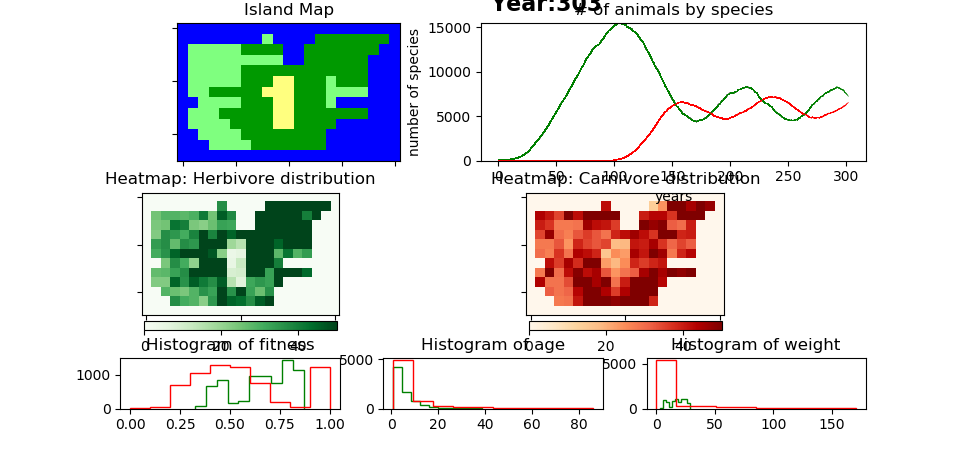 Year:303
Island Map
# of animals by species
number of species
15000
10000
5000
0
0 50 100 150 200 250 300
years
Heatmap: Herbivore distribution
Heatmap: Carnivore distribution
0 20 40
0 20 40
Histogram of fitness
Histogram of age
Histogram of weight
1000
0
0.00 0.25 0.50 0.75 1.00
5000
0
0 20 40 60 80
5000
0
0 50 100 150